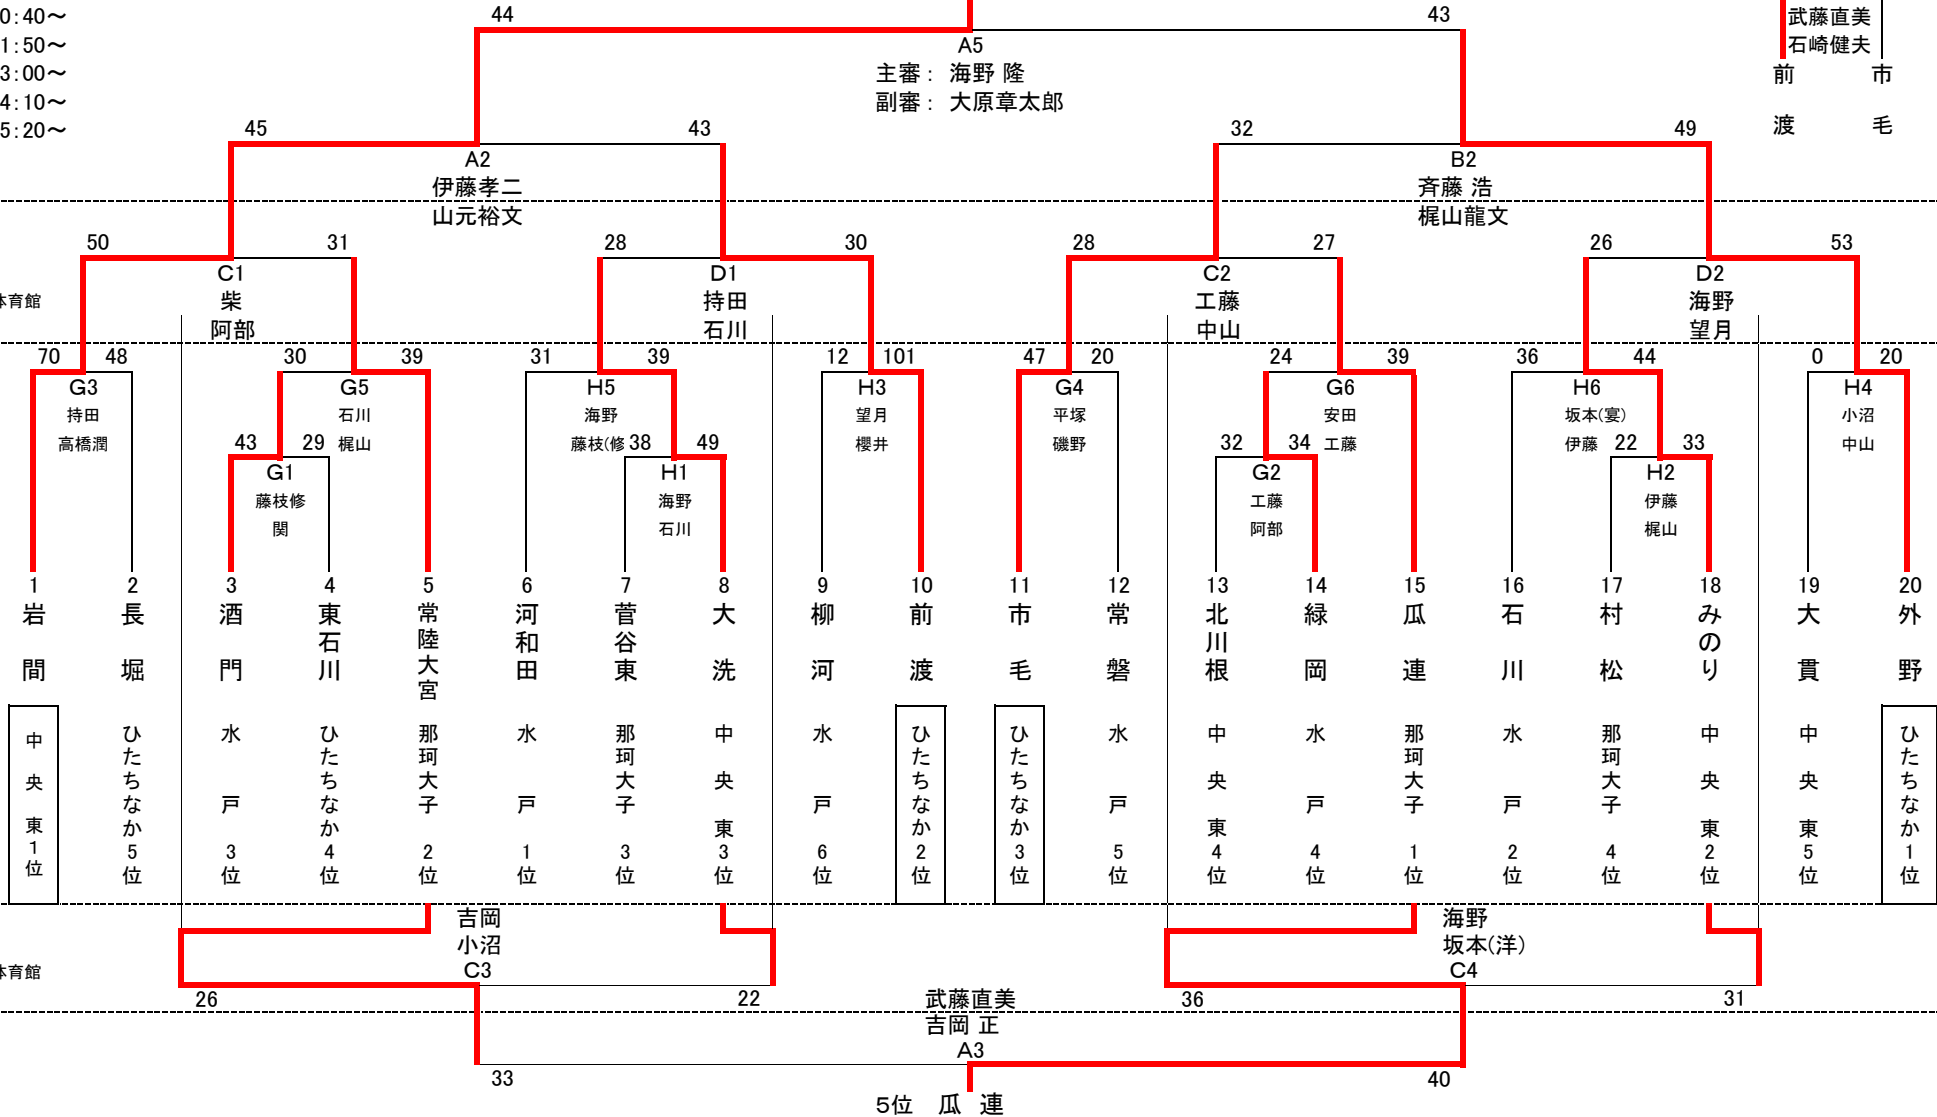 0:40～
1:50～
3:00～
4:10～
5:20～
44 43
A5
主審： 海野 隆
副審： 大原章太郎
武藤直美
石崎健夫
前渡 市毛
45 43 32 49
A2 B2
伊藤孝二 斉藤 浩
山元裕文 梶山龍文
50 31 28 30 28 27 26 53
C1 D1 C2 D2
柴 持田 工藤 海野
阿部 石川 中山 望月
体育館
70 48 30 39 31 39 12 101 47 20 24 39 36 44 0 20
G3 G5 H5 H3 G4 G6 H6 H4
持田 石川 海野 望月 平塚 安田 坂本(宴) 小沼
高橋潤 梶山 藤枝(修 櫻井 磯野 工藤 伊藤 中山
43 29 38 49 32 34 22 33
G1 H1 G2 H2
藤枝修 海野 工藤 伊藤
関 石川 阿部 梶山
1 2 3 4 5 6 7 8 9 10 11 12 13 14 15 16 17 18 19 20
岩間 長堀 酒門 東石川 常陸大宮 河和田 菅谷東 大洗 柳河 前渡 市毛 常磐 北川根 緑岡 瓜連 石川 村松 みのり 大貫 外野
中央東1位 ひたちなか5位 水戸3位 ひたちなか4位 那珂大子2位 水戸1位 那珂大子3位 中央東3位 水戸6位 ひたちなか2位 ひたちなか3位 水戸5位 中央東4位 水戸4位 那珂大子1位 水戸2位 那珂大子4位 中央東2位 中央東5位 ひたちなか1位
吉岡 海野
小沼 坂本(洋)
体育館
C3 C4
26 22 36 31
武藤直美
吉岡 正
A3
33 40
5位 瓜 連